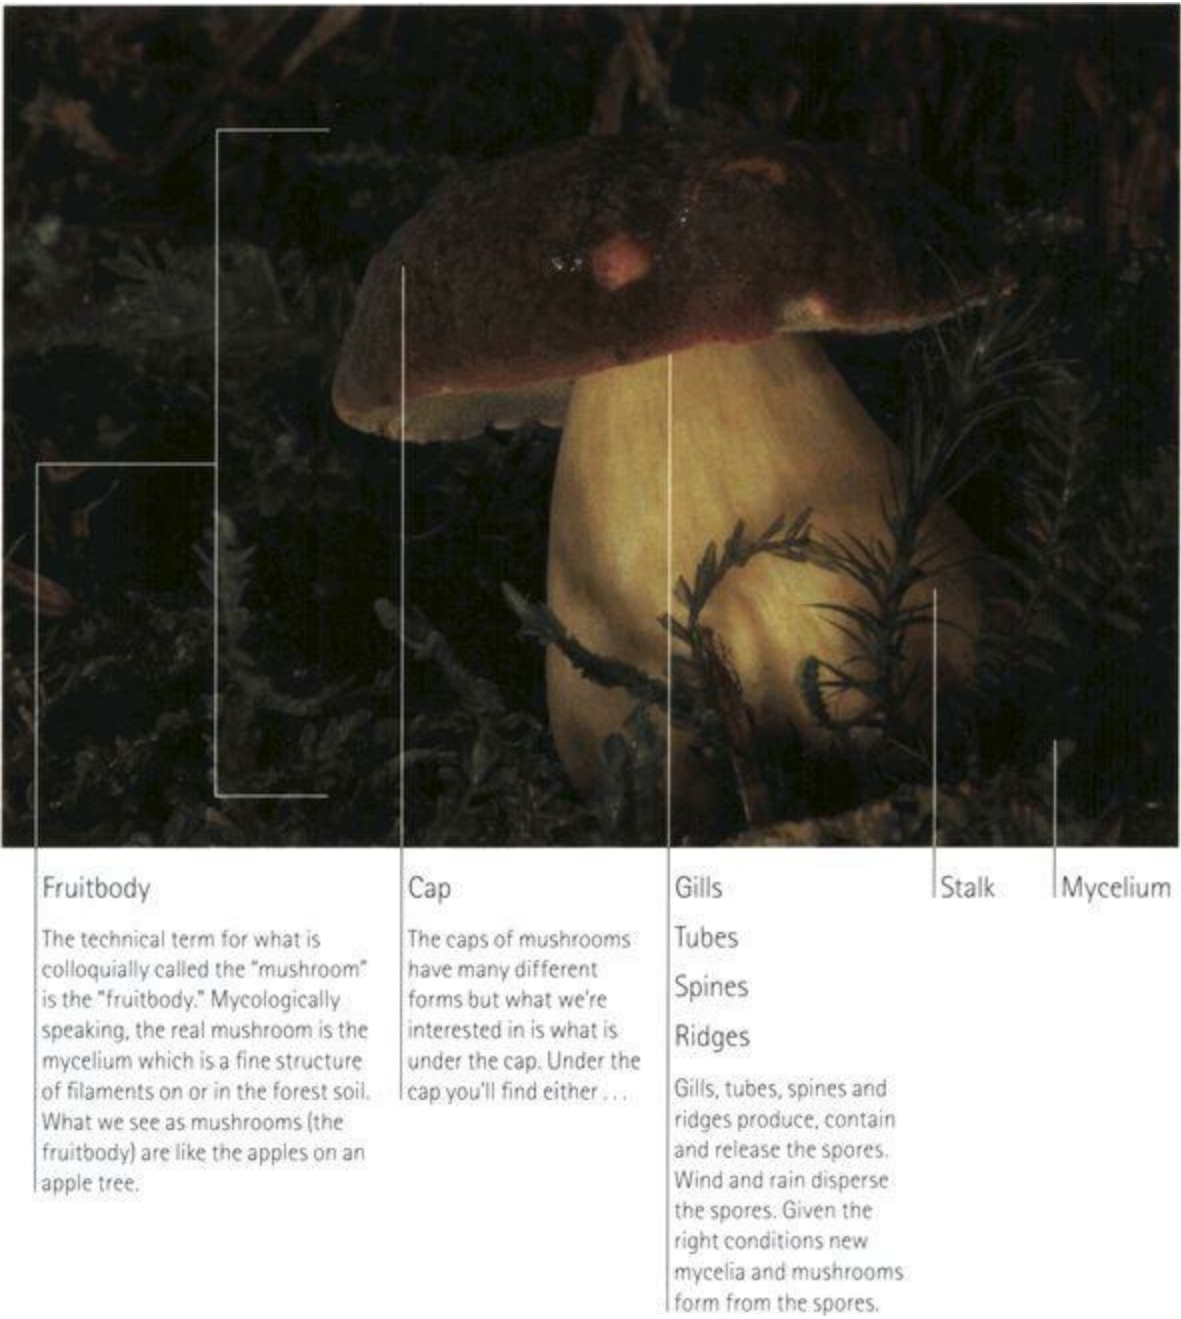 Fruitbody
The technical term for what is
colloquially called the "mushroom"
is the "fruitbody." Mycologically
speaking, the real mushroom is the
mycelium which is a fine structure
of filaments on or in the forest soil.
What we see as mushrooms (the
fruitbody) are like the apples on an
apple tree.
Cap
The caps of mushrooms
have many different
forms but what we're
interested in is what is
under the cap. Under the
cap you'll find either . . .
Gills
Tubes
Spines
Ridges
Gills, tubes, spines and
ridges produce, contain
and release the spores.
Wind and rain disperse
the spores. Given the
right conditions new
mycelia and mushrooms
form from the spores.
Stalk
Mycelium